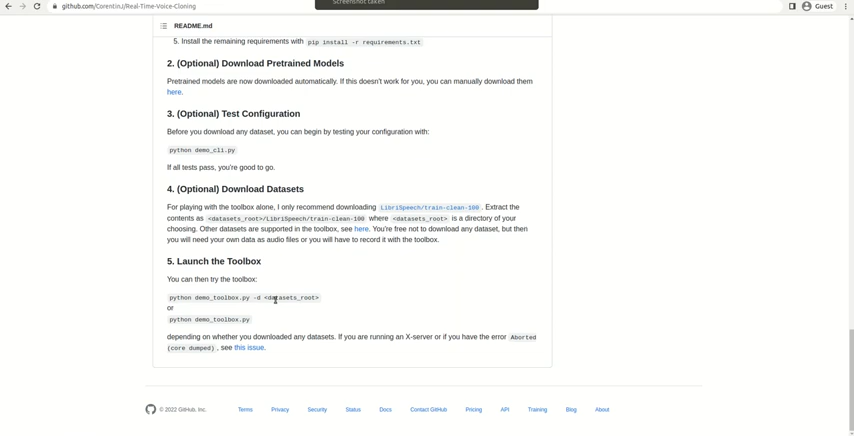 Screenshot taken
github.com/CorentinJ/Real-Time-Voice-Cloning
Guest
README.md
5. Install the remaining requirements with pip install -r requirements.txt
2. (Optional) Download Pretrained Models
Pretrained models are now downloaded automatically. If this doesn't work for you, you can manually download them
here.
3. (Optional) Test Configuration
Before you download any dataset, you can begin by testing your configuration with:
python demo_cli.py
If all tests pass, you're good to go.
4. (Optional) Download Datasets
For playing with the toolbox alone, I only recommend downloading LibriSpeech/train-clean-100 . Extract the
contents as <datasets_root>/LibriSpeech/train-clean-100 where <datasets_root> is a directory of your
choosing. Other datasets are supported in the toolbox, see here. You're free not to download any dataset, but then
you will need your own data as audio files or you will have to record it with the toolbox.
5. Launch the Toolbox
You can then try the toolbox:
python demo_toolbox.py -d <datasets_root>
or
python demo_toolbox.py
depending on whether you downloaded any datasets. If you are running an X-server or if you have the error Aborted
(core dumped) , see this issue.
© 2022 GitHub, Inc. Terms Privacy Security Status Docs Contact GitHub Pricing API Training Blog About